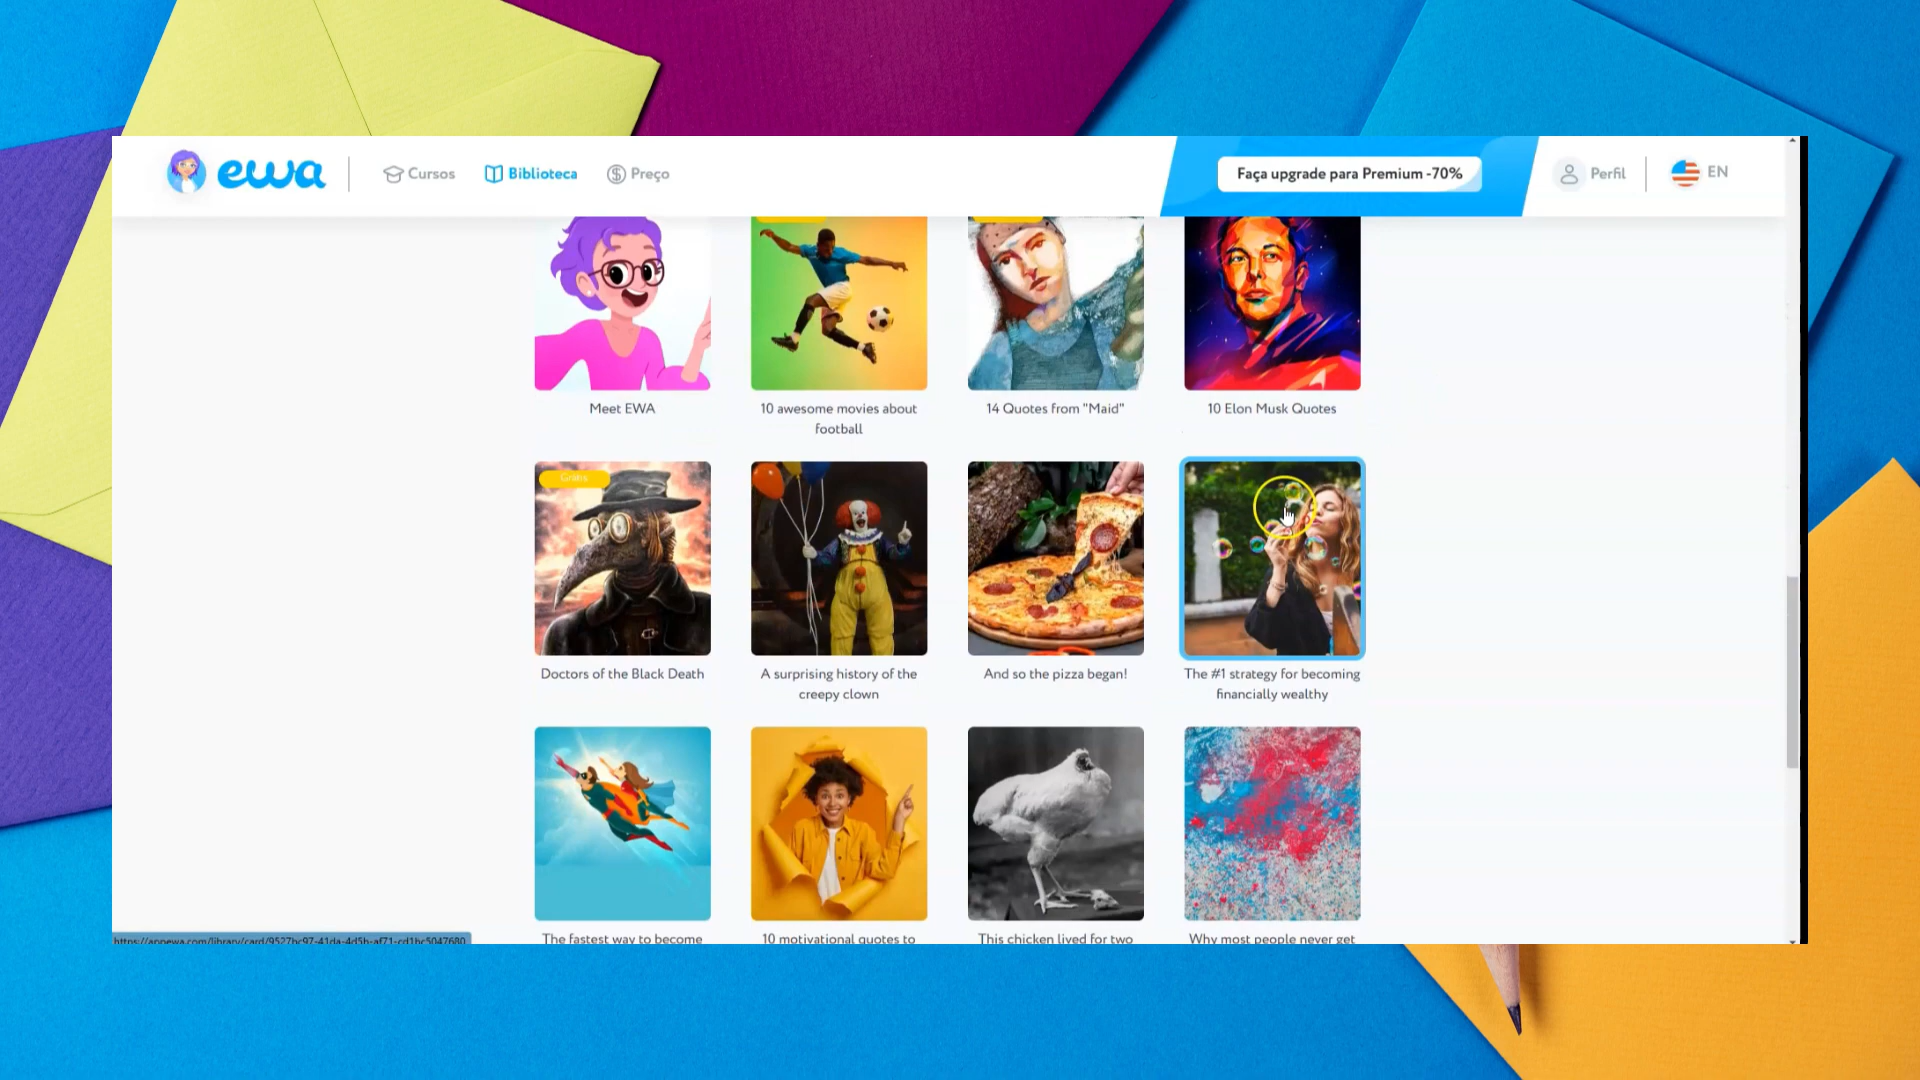 ewa
Cursos
Biblioteca
Preço
Faça upgrade para Premium -70%
Perfil
EN
Meet EWA
10 awesome movies about
football
14 Quotes from "Maid"
10 Elon Musk Quotes
Gratis
Doctors of the Black Death
A surprising history of the
creepy clown
And so the pizza began!
The #1 strategy for becoming
financially wealthy
The fastest way to become
10 motivational quotes to
This chicken lived for two
Why most people never get